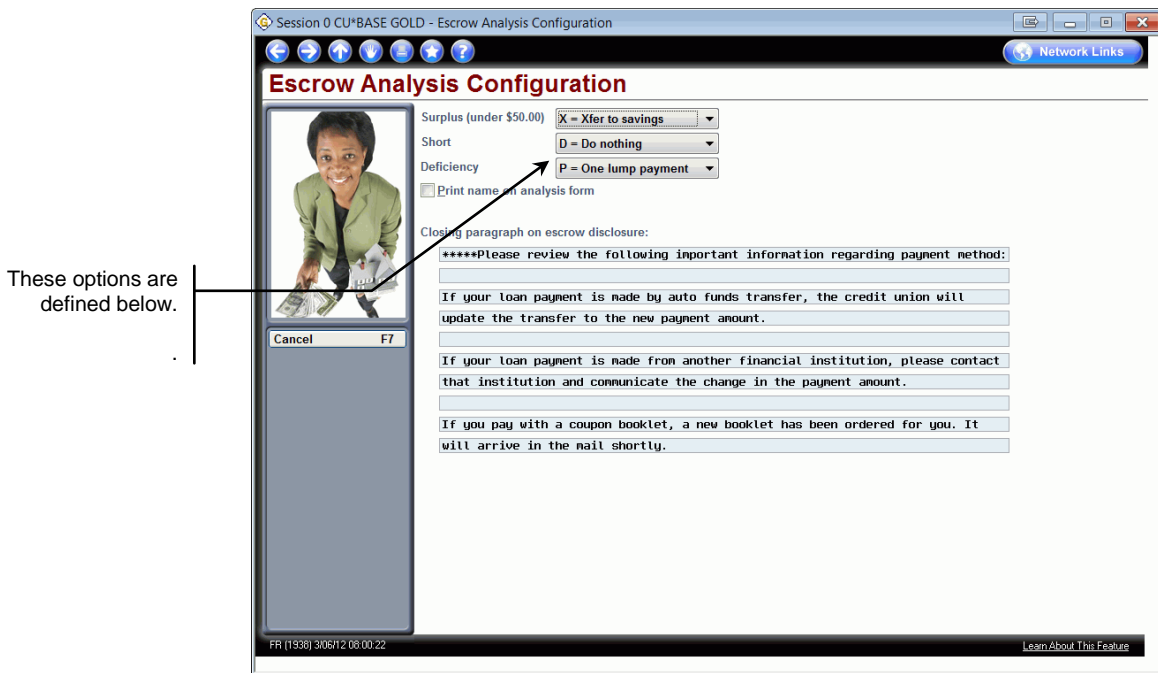 Session 0 CU*BASE GOLD - Escrow Analysis Configuration
Network Links
Escrow Analysis Configuration
Surplus (under $50.00) X = Xfer to savings
Short D = Do nothing
Deficiency P = One lump payment
Print name on analysis form
Closing paragraph on escrow disclosure:
*****Please review the following important information regarding payment method:
If your loan payment is made by auto funds transfer, the credit union will
update the transfer to the new payment amount.
If your loan payment is made from another financial institution, please contact
that institution and communicate the change in the payment amount.
If you pay with a coupon booklet, a new booklet has been ordered for you. It
will arrive in the mail shortly.
These options are
defined below.
.
Cancel F7
FR (1938) 3/06/12 08:00:22
Learn About This Feature